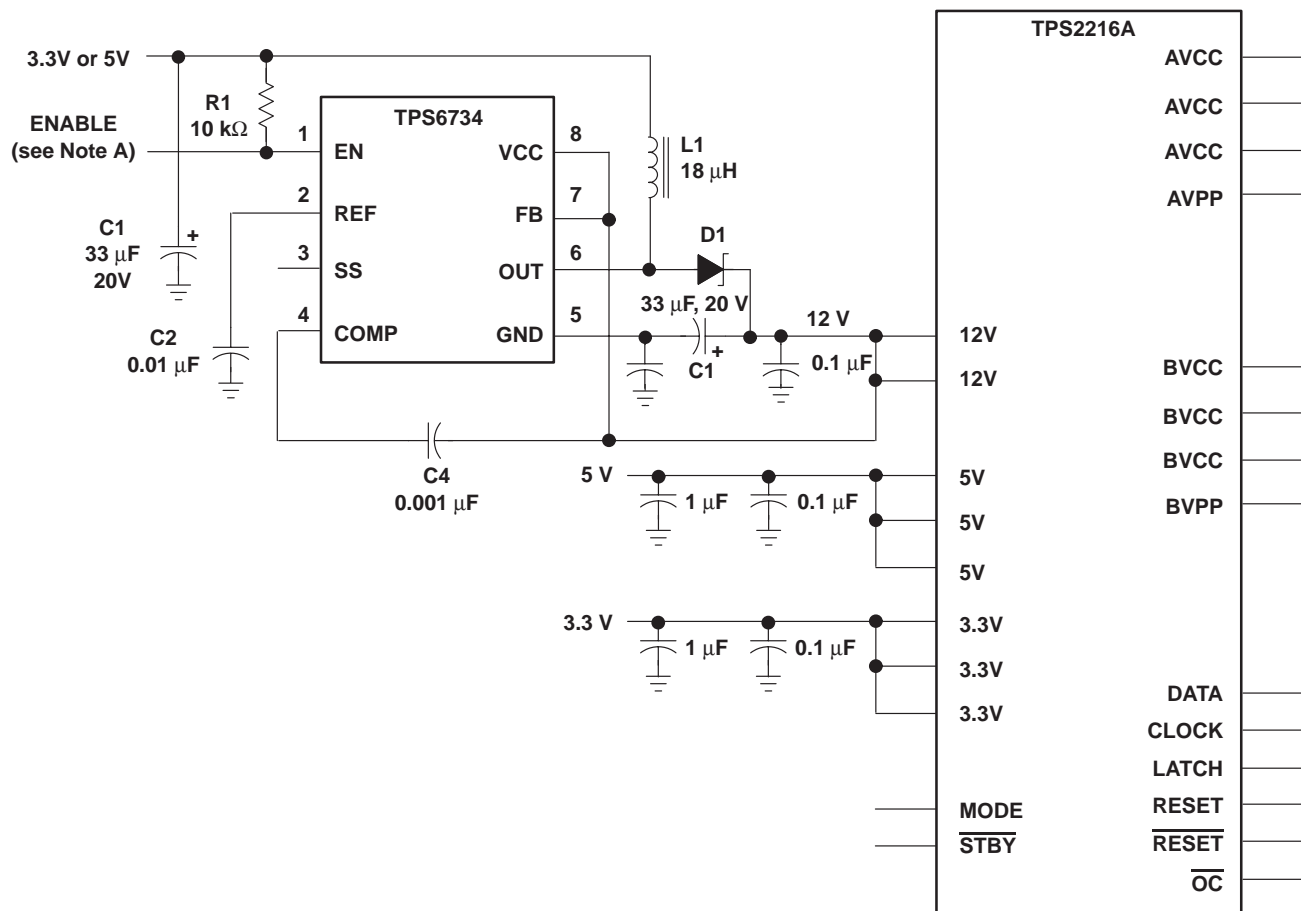 TPS2216A
3.3V or 5V
R1
10 kΩ
ENABLE
(see Note A)
TPS6734
1
EN
2
REF
3
SS
4
COMP
8
VCC
7
FB
6
OUT
5
GND
L1
18 μH
D1
C1
33 μF
20V
+
C2
0.01 μF
33 μF, 20 V
+
C1
12 V
0.1 μF
C4
0.001 μF
5 V
1 μF
0.1 μF
3.3 V
1 μF
0.1 μF
12V
12V
5V
5V
5V
3.3V
3.3V
3.3V
MODE
STBY
AVCC
AVCC
AVCC
AVPP
BVCC
BVCC
BVCC
BVPP
DATA
CLOCK
LATCH
RESET
RESET
OC